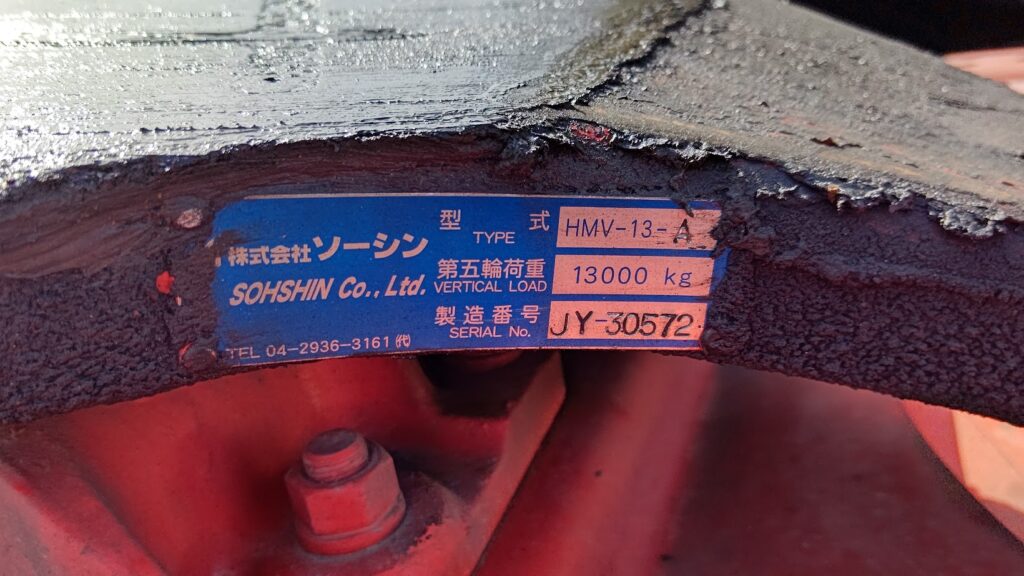 株式会社ソーシン
SOHSHIN Co., Ltd.
TEL 04-2936-3161 ㈹
型 式 HMV-13-A
TYPE
第五輪荷重 13000 kg
VERTICAL LOAD
製造番号 JY-30572
SERIAL No.